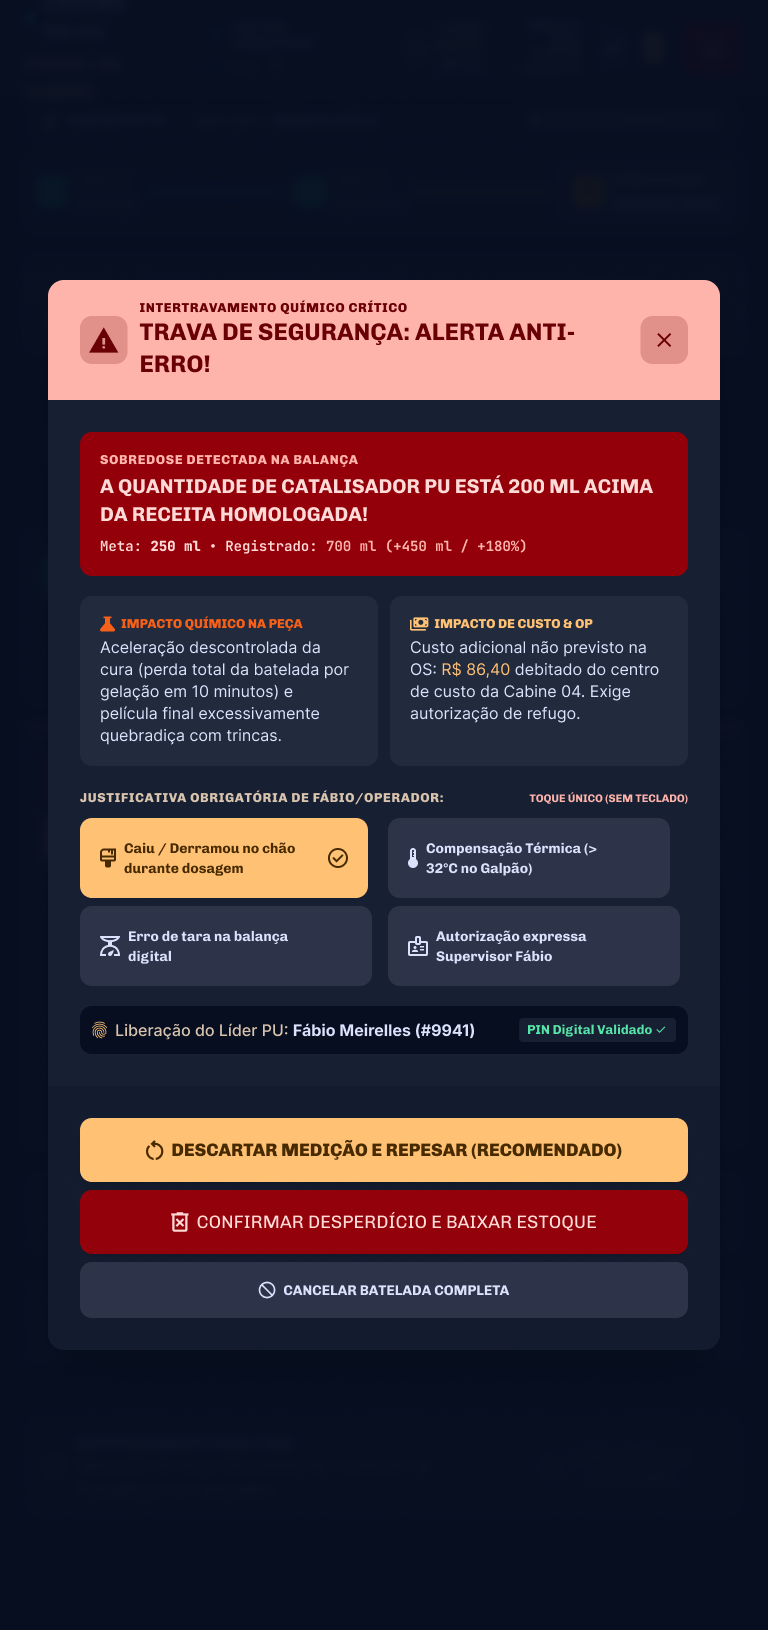 INTERTRAVAMENTO QUÍMICO CRÍTICO
TRAVA DE SEGURANÇA: ALERTA ANTI-
ERRO!
SOBREDOSE DETECTADA NA BALANÇA
A QUANTIDADE DE CATALISADOR PU ESTÁ 200 ML ACIMA
DA RECEITA HOMOLOGADA!
Meta: 250 ml • Registrado: 700 ml (+450 ml / +180%)
IMPACTO QUÍMICO NA PEÇA
Aceleração descontrolada da
cura (perda total da batelada por
gelação em 10 minutos) e
película final excessivamente
quebradiça com trincas.
IMPACTO DE CUSTO & OP
Custo adicional não previsto na
OS: R$ 86,40 debitado do centro
de custo da Cabine 04. Exige
autorização de refugo.
JUSTIFICATIVA OBRIGATÓRIA DE FÁBIO/OPERADOR:
TOQUE ÚNICO (SEM TECLADO)
Caiu / Derramou no chão
durante dosagem
Compensação Térmica (>
32°C no Galpão)
Erro de tara na balança
digital
Autorização expressa
Supervisor Fábio
Liberação do Líder PU: Fábio Meirelles (#9941)
PIN Digital Validado ✓
DESCARTAR MEDIÇÃO E REPESAR (RECOMENDADO)
CONFIRMAR DESPERDÍCIO E BAIXAR ESTOQUE
CANCELAR BATELADA COMPLETA